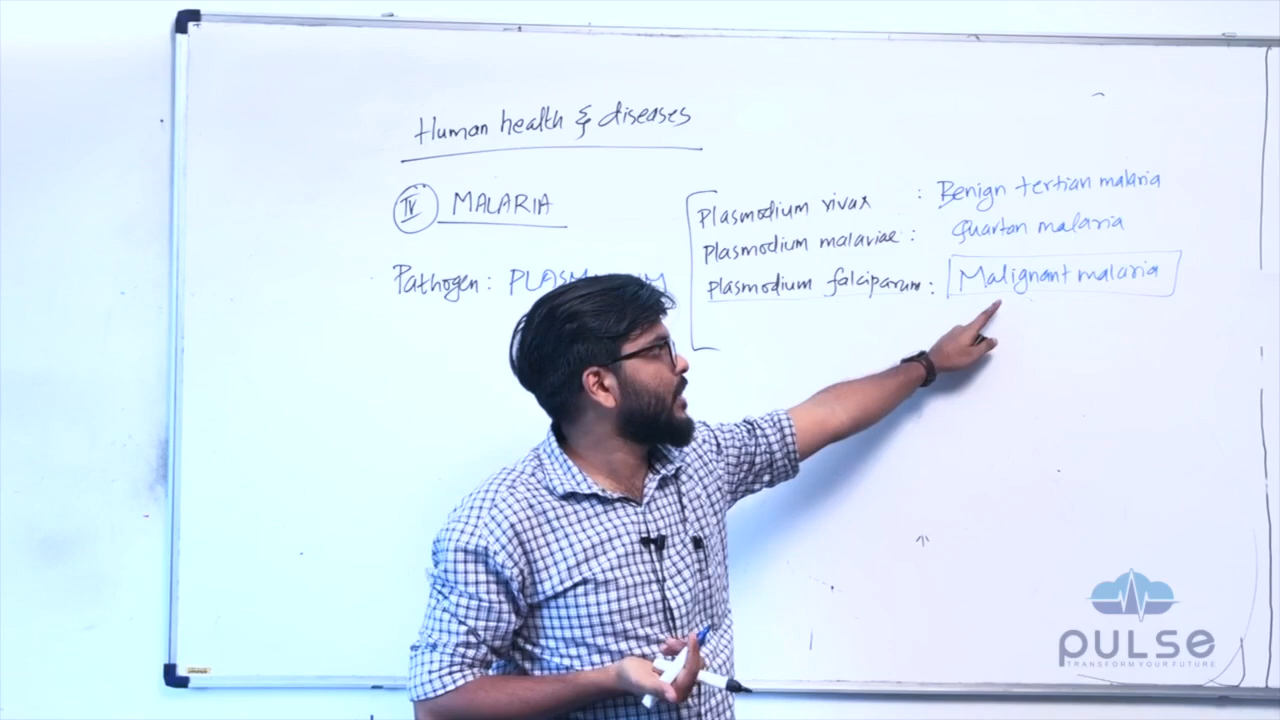 Human health & diseases
IV MALARIA
Pathogen: PLASMODIUM
Plasmodium vivax : Benign tertian malaria
Plasmodium malariae : Quartan malaria
Plasmodium falciparum : Malignant malaria
PULSE
TRANSFORM YOUR FUTURE